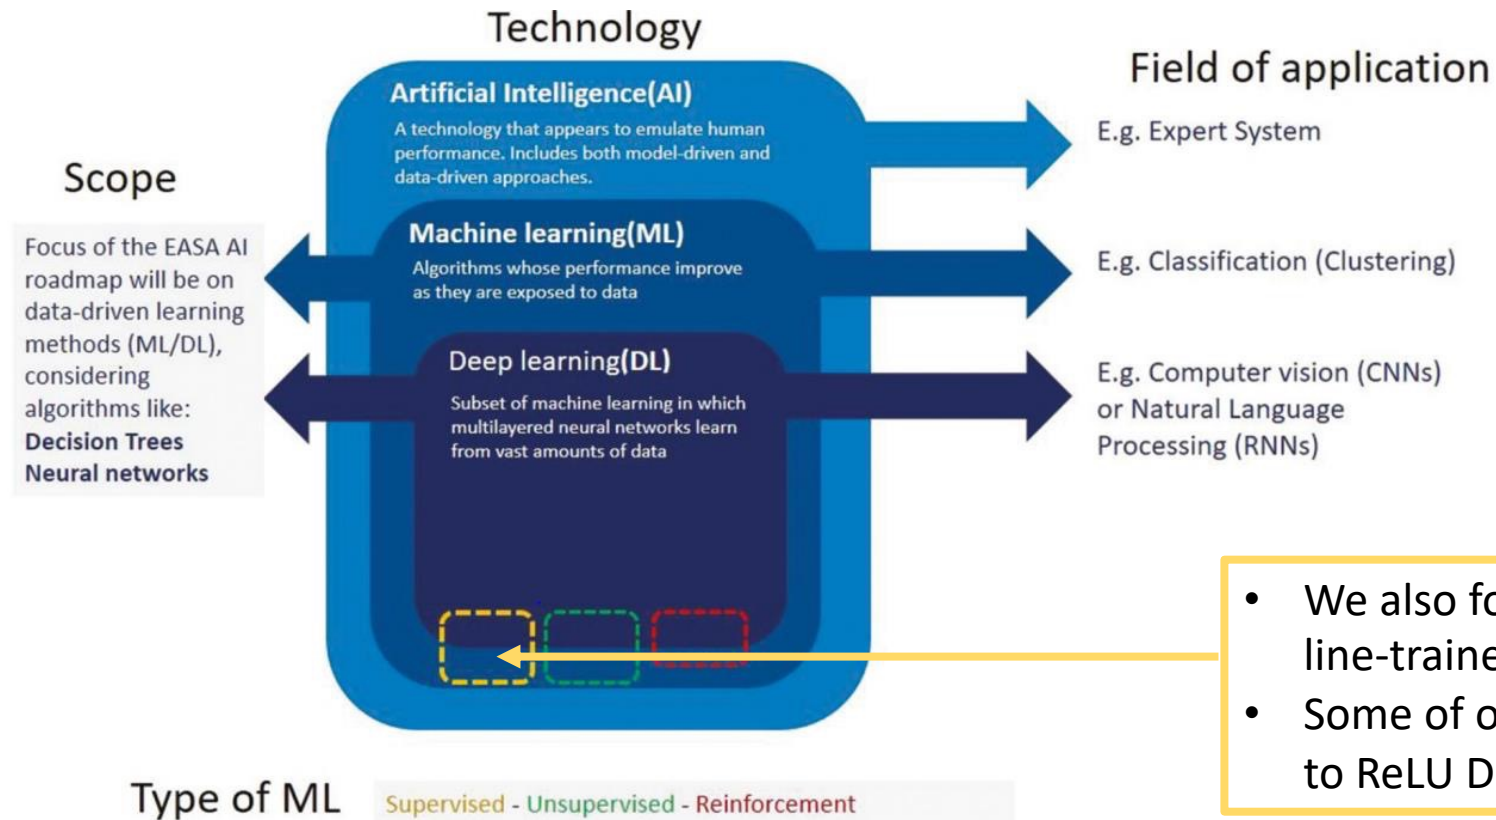 Technology
Artificial Intelligence(AI)
A technology that appears to emulate human
performance. Includes both model-driven and
data-driven approaches.
Machine learning(ML)
Algorithms whose performance improve
as they are exposed to data
Deep learning(DL)
Subset of machine learning in which
multilayered neural networks learn
from vast amounts of data
Scope
Focus of the EASA AI
roadmap will be on
data-driven learning
methods (ML/DL),
considering
algorithms like:
Decision Trees
Neural networks
Field of application
E.g. Expert System
E.g. Classification (Clustering)
E.g. Computer vision (CNNs)
or Natural Language
Processing (RNNs)
• We also
line-traine
• Some of
to ReLU
Type of ML
Supervised - Unsupervised - Reinforcement